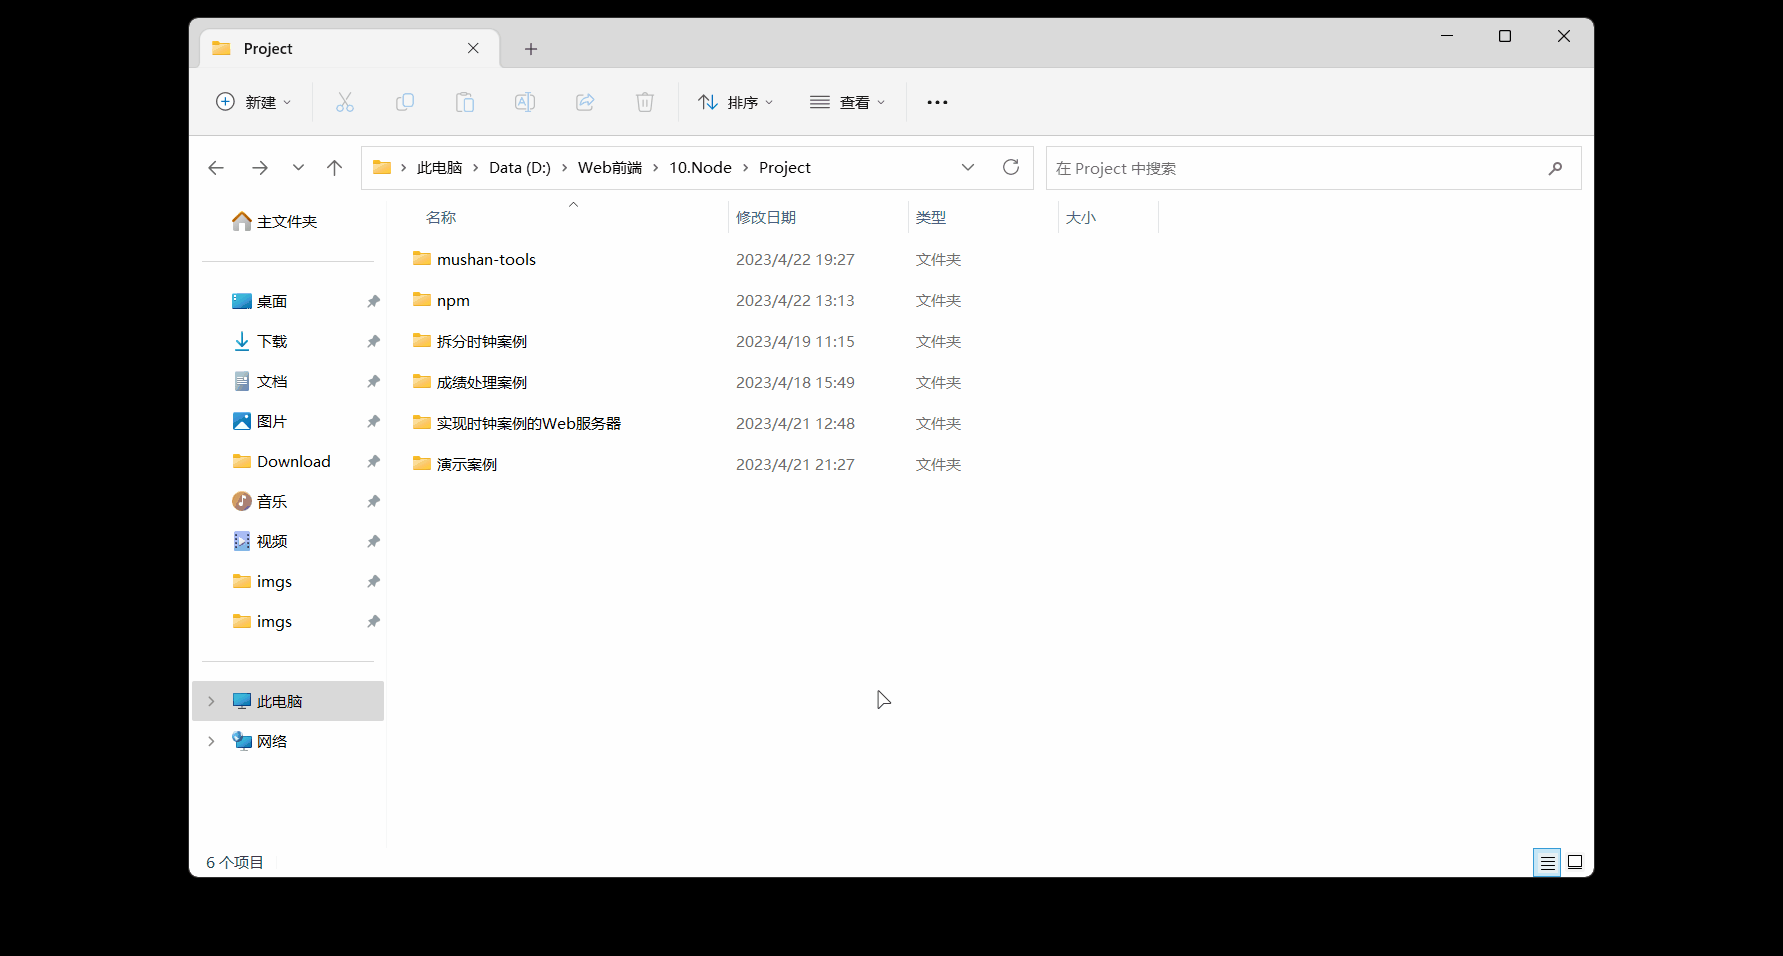 Project
新建 排序 查看
此电脑 Data (D:) Web前端 10.Node Project 在 Project 中搜索
主文件夹
桌面
下载
文档
图片
Download
音乐
视频
imgs
imgs
此电脑
网络
名称 修改日期 类型 大小
mushan-tools 2023/4/22 19:27 文件夹
npm 2023/4/22 13:13 文件夹
拆分时钟案例 2023/4/19 11:15 文件夹
成绩处理案例 2023/4/18 15:49 文件夹
实现时钟案例的Web服务器 2023/4/21 12:48 文件夹
演示案例 2023/4/21 21:27 文件夹
6 个项目